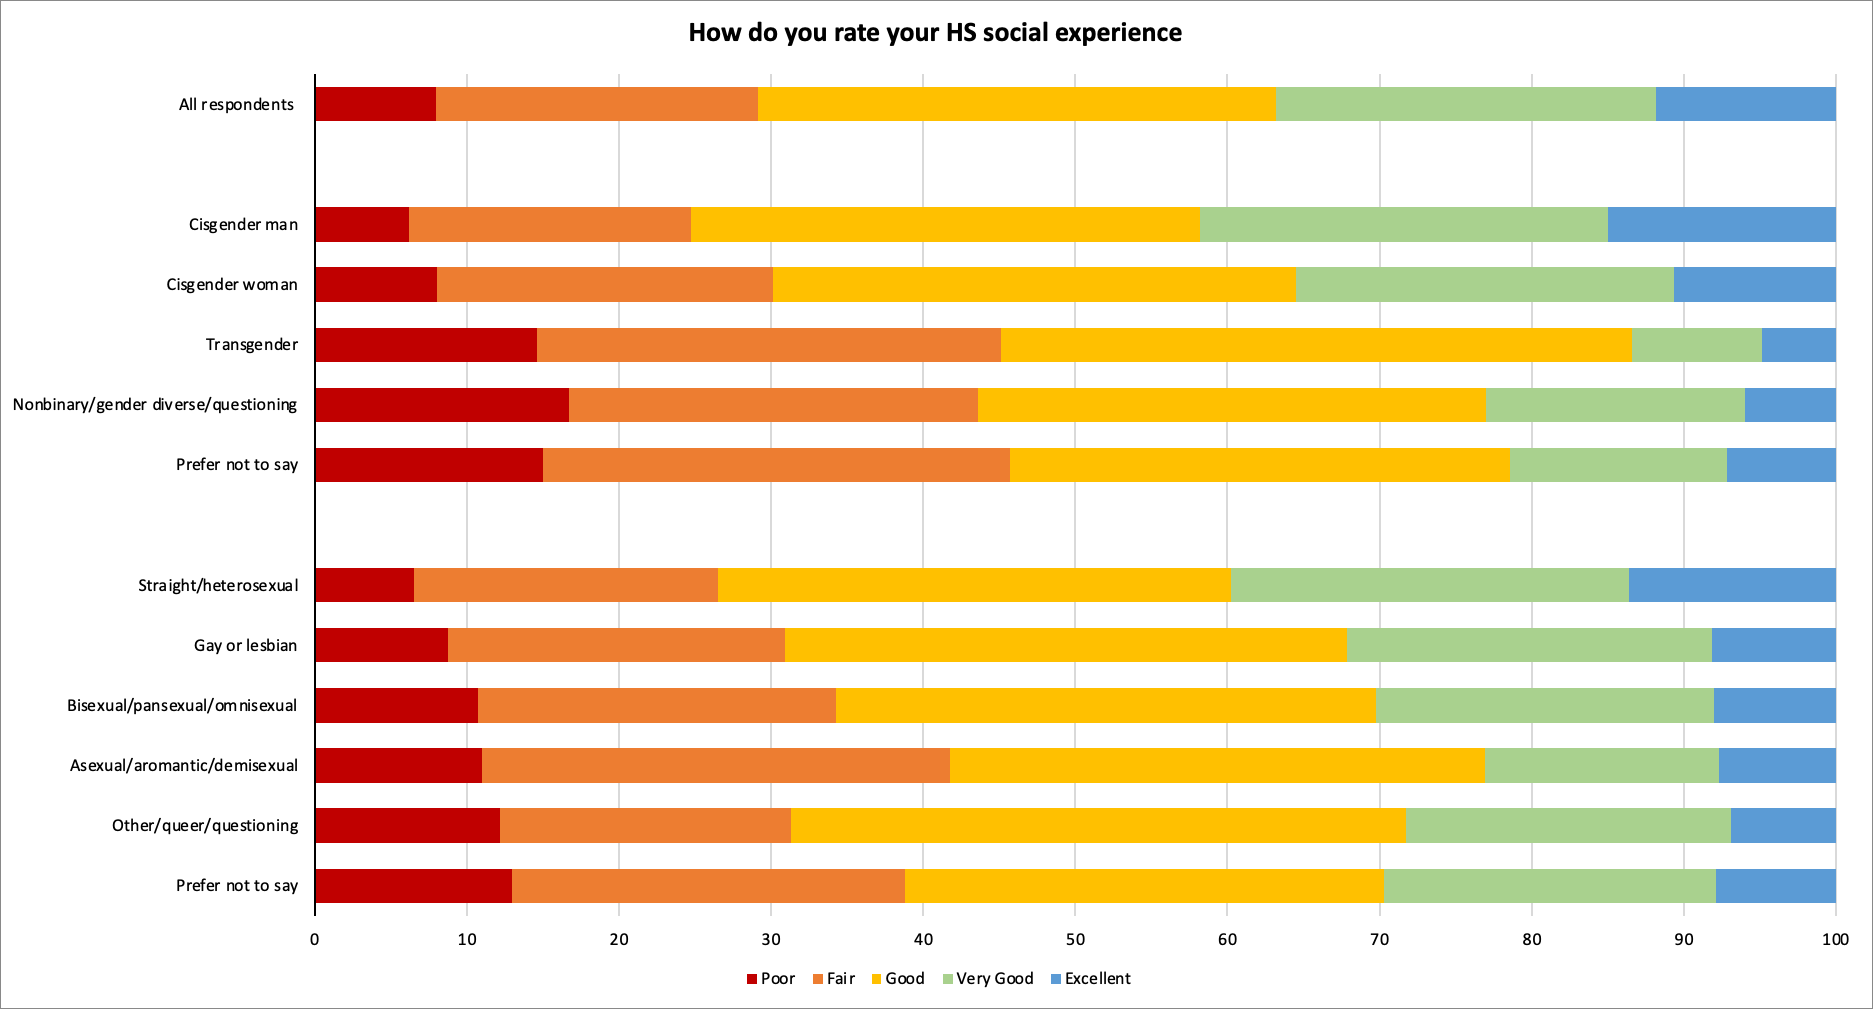 How do you rate your HS social experience
All respondents
Cisgender man
Cisgender woman
Transgender
Nonbinary/gender diverse/questioning
Prefer not to say
Straight/heterosexual
Gay or lesbian
Bisexual/pansexual/omnisexual
Asexual/aromantic/demisexual
Other/queer/questioning
Prefer not to say
0 10 20 30 40 50 60 70 80 90 100
Poor Fair Good Very Good Excellent